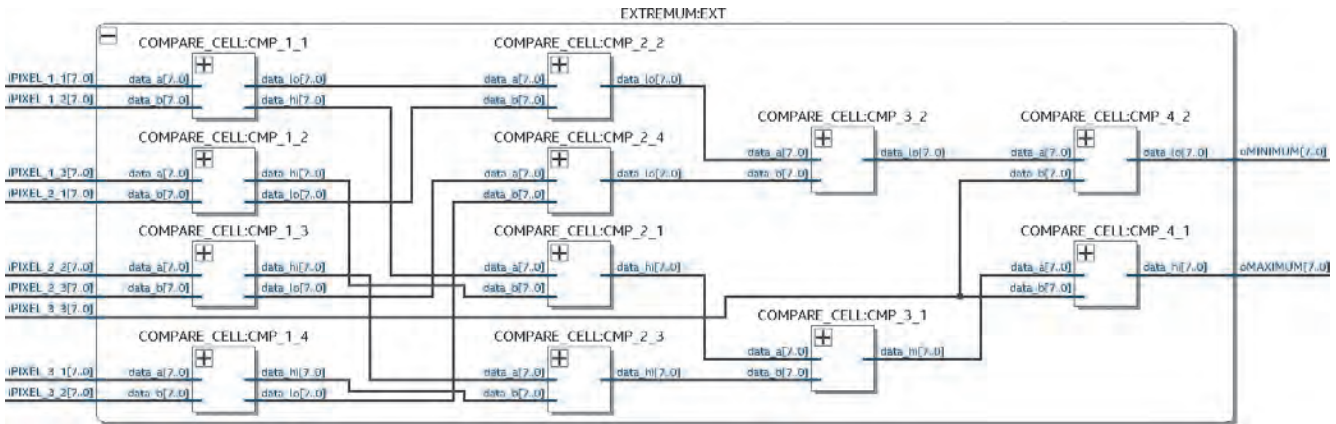 EXTREMUM:EXT
COMPARE_CELL:CMP_1_1 COMPARE_CELL:CMP_2_2
iPIXEL_1_1[7..0] data_a[7..0] data_lo[7..0] data_a[7..0] data_lo[7..0]
iPIXEL_1_2[7..0] data_b[7..0] data_hi[7..0] data_b[7..0]
COMPARE_CELL:CMP_3_2 COMPARE_CELL:CMP_4_2
COMPARE_CELL:CMP_1_2 COMPARE_CELL:CMP_2_4
data_a[7..0] data_lo[7..0] data_a[7..0] data_lo[7..0] oMINIMUM[7..0]
iPIXEL_1_3[7..0] data_a[7..0] data_hi[7..0] data_a[7..0] data_lo[7..0] data_b[7..0] data_b[7..0]
iPIXEL_2_1[7..0] data_b[7..0] data_lo[7..0] data_b[7..0]
COMPARE_CELL:CMP_1_3 COMPARE_CELL:CMP_2_1 COMPARE_CELL:CMP_4_1
iPIXEL_2_2[7..0] data_a[7..0] data_hi[7..0] data_a[7..0] data_hi[7..0] data_a[7..0] data_hi[7..0] oMAXIMUM[7..0]
iPIXEL_2_3[7..0] data_b[7..0] data_lo[7..0] data_b[7..0] data_b[7..0]
iPIXEL_3_3[7..0]
COMPARE_CELL:CMP_3_1
COMPARE_CELL:CMP_1_4 COMPARE_CELL:CMP_2_3
data_a[7..0] data_hi[7..0]
iPIXEL_3_1[7..0] data_a[7..0] data_hi[7..0] data_a[7..0] data_hi[7..0] data_b[7..0]
iPIXEL_3_2[7..0] data_b[7..0] data_lo[7..0] data_b[7..0]